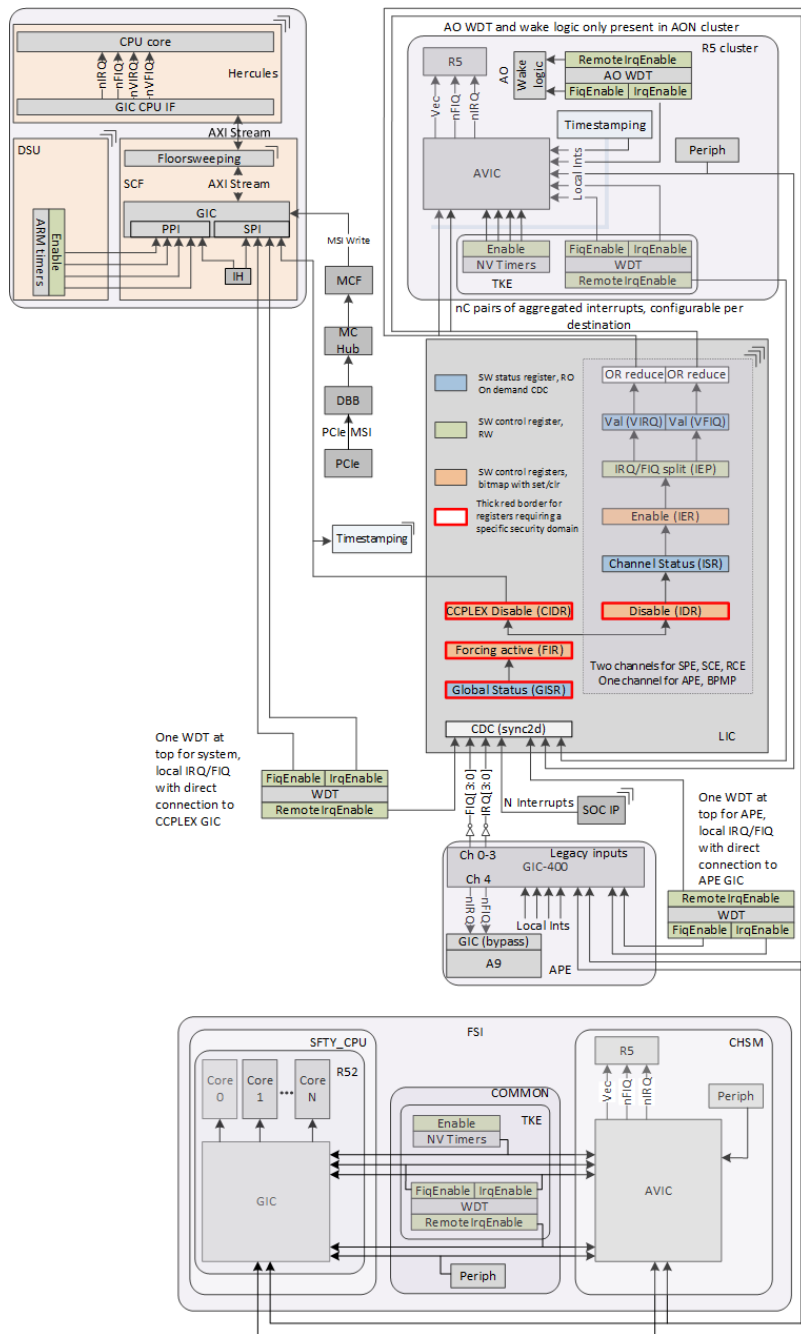 AO WDT and wake logic only present in AON cluster
CPU core
nIRQ
nFIQ
nVIRQ
nVFIQ
Hercules
GIC CPU IF
AXI Stream
DSU
Floorsweeping
SCF
AXI Stream
GIC
PPI
SPI
ARM timers
Enable
IH
R5 cluster
R5
AO
Wake
logic
RemoteIrqEnable
AO WDT
FiqEnable
IrqEnable
Vec
nFIQ
nIRQ
Timestamping
Periph
Local Ints
AVIC
Enable
NV Timers
TKE
FiqEnable
IrqEnable
WDT
RemoteIrqEnable
MSI Write
MCF
MC
Hub
DBB
PCIe MSI
PCIe
nC pairs of aggregated interrupts, configurable per
destination
SW status register, RO
On demand CDC
SW control register,
RW
SW control registers,
bitmap with set/clr
Thick red border for
registers requiring a
specific security domain
OR reduce
OR reduce
Val (VIRQ)
Val (VFIQ)
IRQ/FIQ split (IEP)
Enable (IER)
Channel Status (ISR)
Disable (IDR)
Two channels for SPE, SCE, RCE
One channel for APE, BPMP
Timestamping
CCPLEX Disable (CIDR)
Forcing active (FIR)
Global Status (GISR)
CDC (sync2d)
LIC
One WDT at
top for system,
local IRQ/FIQ
with direct
connection to
CCPLEX GIC
FiqEnable
IrqEnable
WDT
RemoteIrqEnable
FIQ[3:0]
IRQ[3:0]
N Interrupts
SOC IP
One WDT at
top for APE,
local IRQ/FIQ
with direct
connection to
APE GIC
RemoteIrqEnable
WDT
FiqEnable
IrqEnable
Ch 0-3
Legacy inputs
GIC-400
Ch 4
nIRQ
nFIQ
Local Ints
GIC (bypass)
A9
APE
FSI
SFTY_CPU
R52
Core
0
Core
1
...
Core
N
GIC
COMMON
TKE
Enable
NV Timers
FiqEnable
IrqEnable
WDT
RemoteIrqEnable
Periph
CHSM
R5
Vec
nFIQ
nIRQ
Periph
AVIC